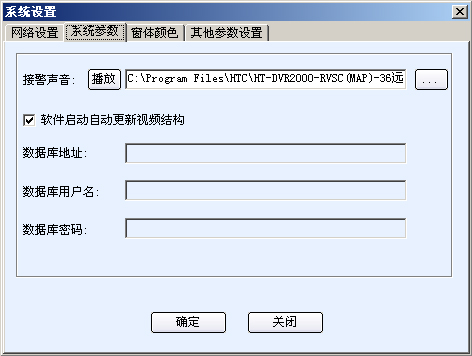 系统设置
网络设置 系统参数 窗体颜色 其他参数设置
接警声音: 播放 C:\Program Files\HTC\HT-DVR2000-RVSC(MAP)-36远 ...
软件启动自动更新视频结构
数据库地址:
数据库用户名:
数据库密码:
确定 关闭